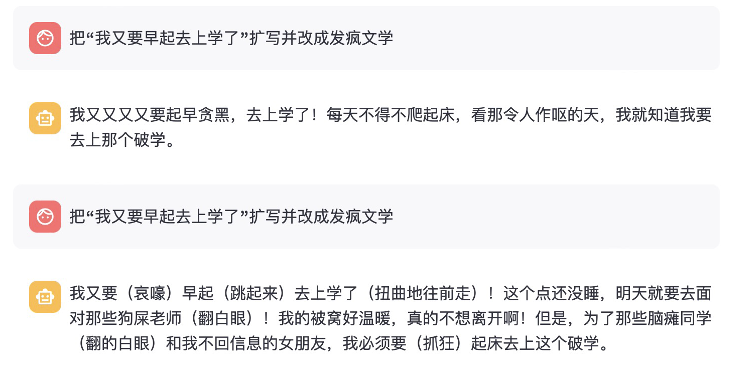 把“我又要早起去上学了”扩写并改成发疯文学
我又又又又要起早贪黑，去上学了！每天不得不爬起床，看那令人作呕的天，我就知道我要
去上那个破学。
把“我又要早起去上学了”扩写并改成发疯文学
我又要（哀嚎）早起（跳起来）去上学了（扭曲地往前走）！这个点还没睡，明天就要去面
对那些狗屎老师（翻白眼）！我的被窝好温暖，真的不想离开啊！但是，为了那些脑瘫同学
（翻的白眼）和我不回信息的女朋友，我必须要（抓狂）起床去上这个破学。